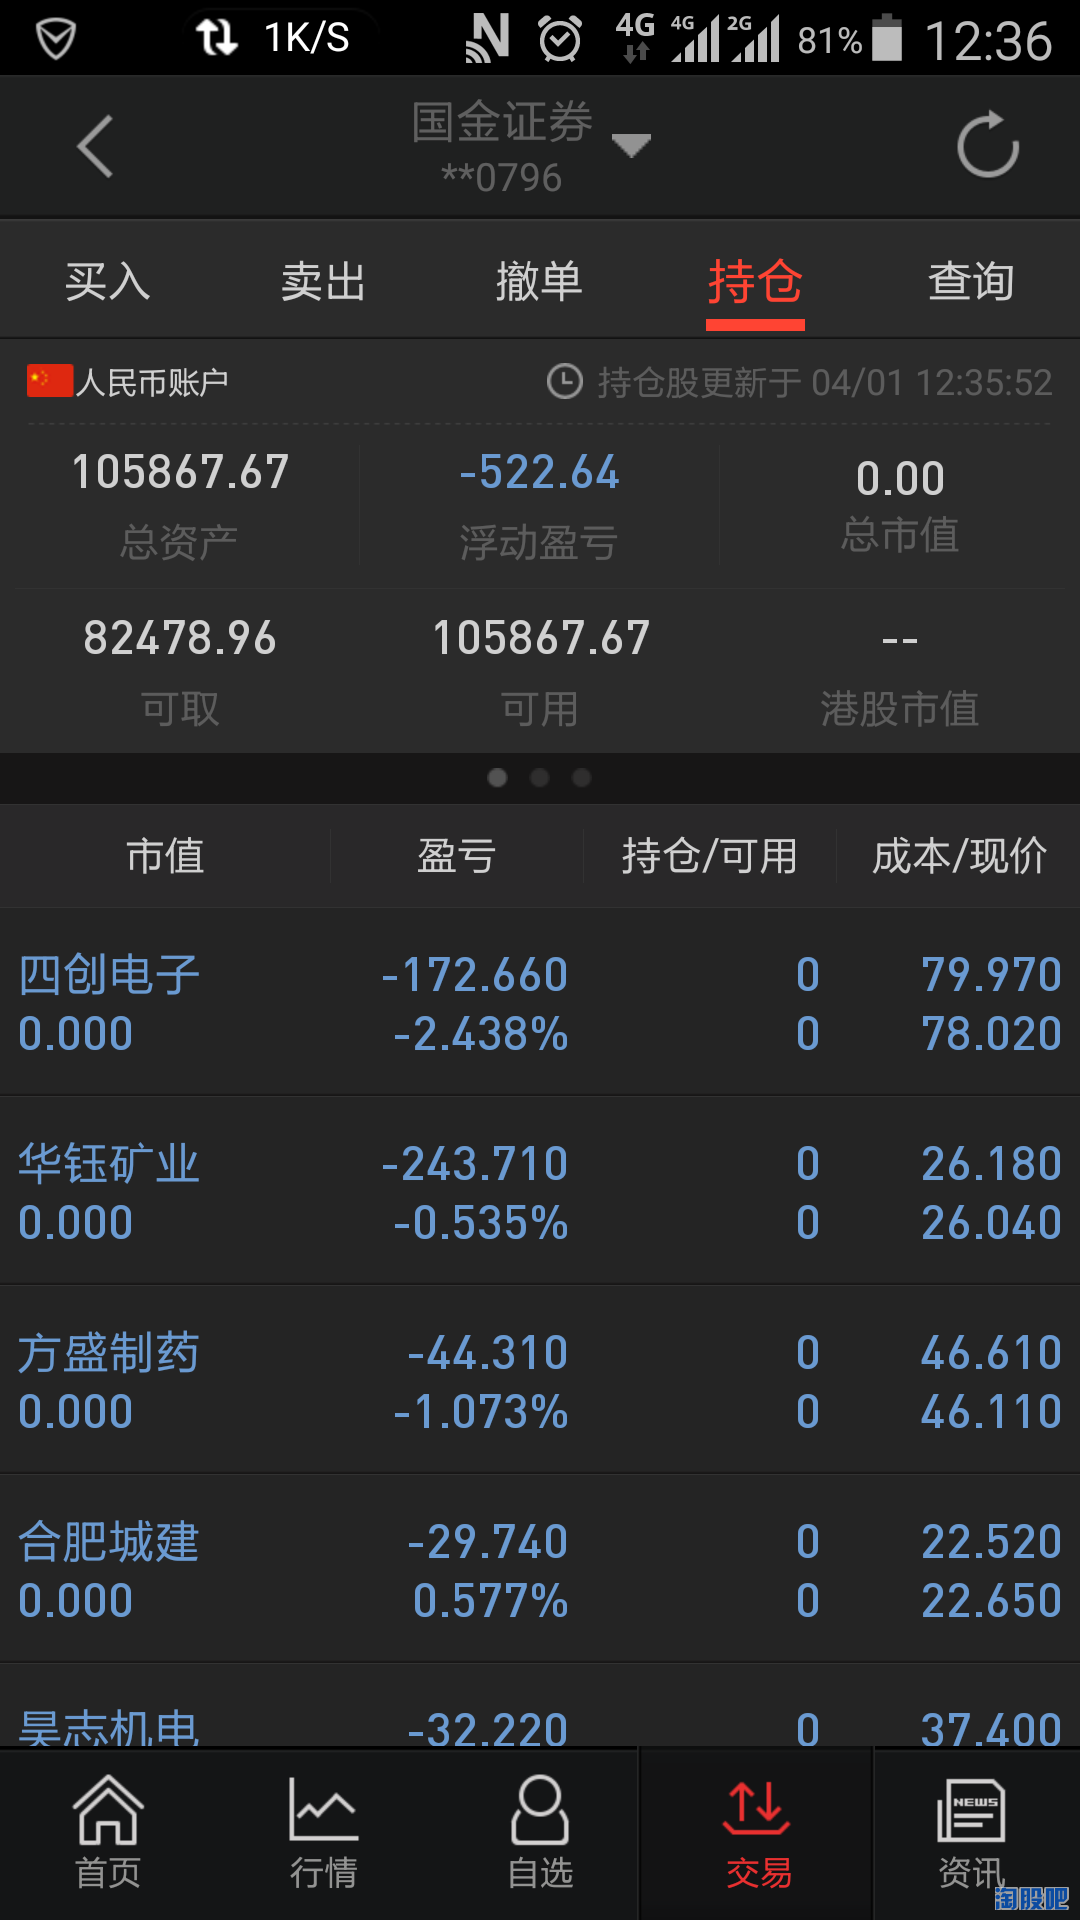 1K/S 4G 4G 2G 81% 12:36
国金证券
**0796
买入 卖出 撤单 持仓 查询
人民币账户 持仓股更新于 04/01 12:35:52
105867.67 -522.64 0.00
总资产 浮动盈亏 总市值
82478.96 105867.67 --
可取 可用 港股市值
市值 盈亏 持仓/可用 成本/现价
四创电子 -172.660 0 79.970
0.000 -2.438% 0 78.020
华钰矿业 -243.710 0 26.180
0.000 -0.535% 0 26.040
方盛制药 -44.310 0 46.610
0.000 -1.073% 0 46.110
合肥城建 -29.740 0 22.520
0.000 0.577% 0 22.650
昊志机电 -32.220 0 37.400
NEWS
首页 行情 自选 交易 资讯
淘股吧